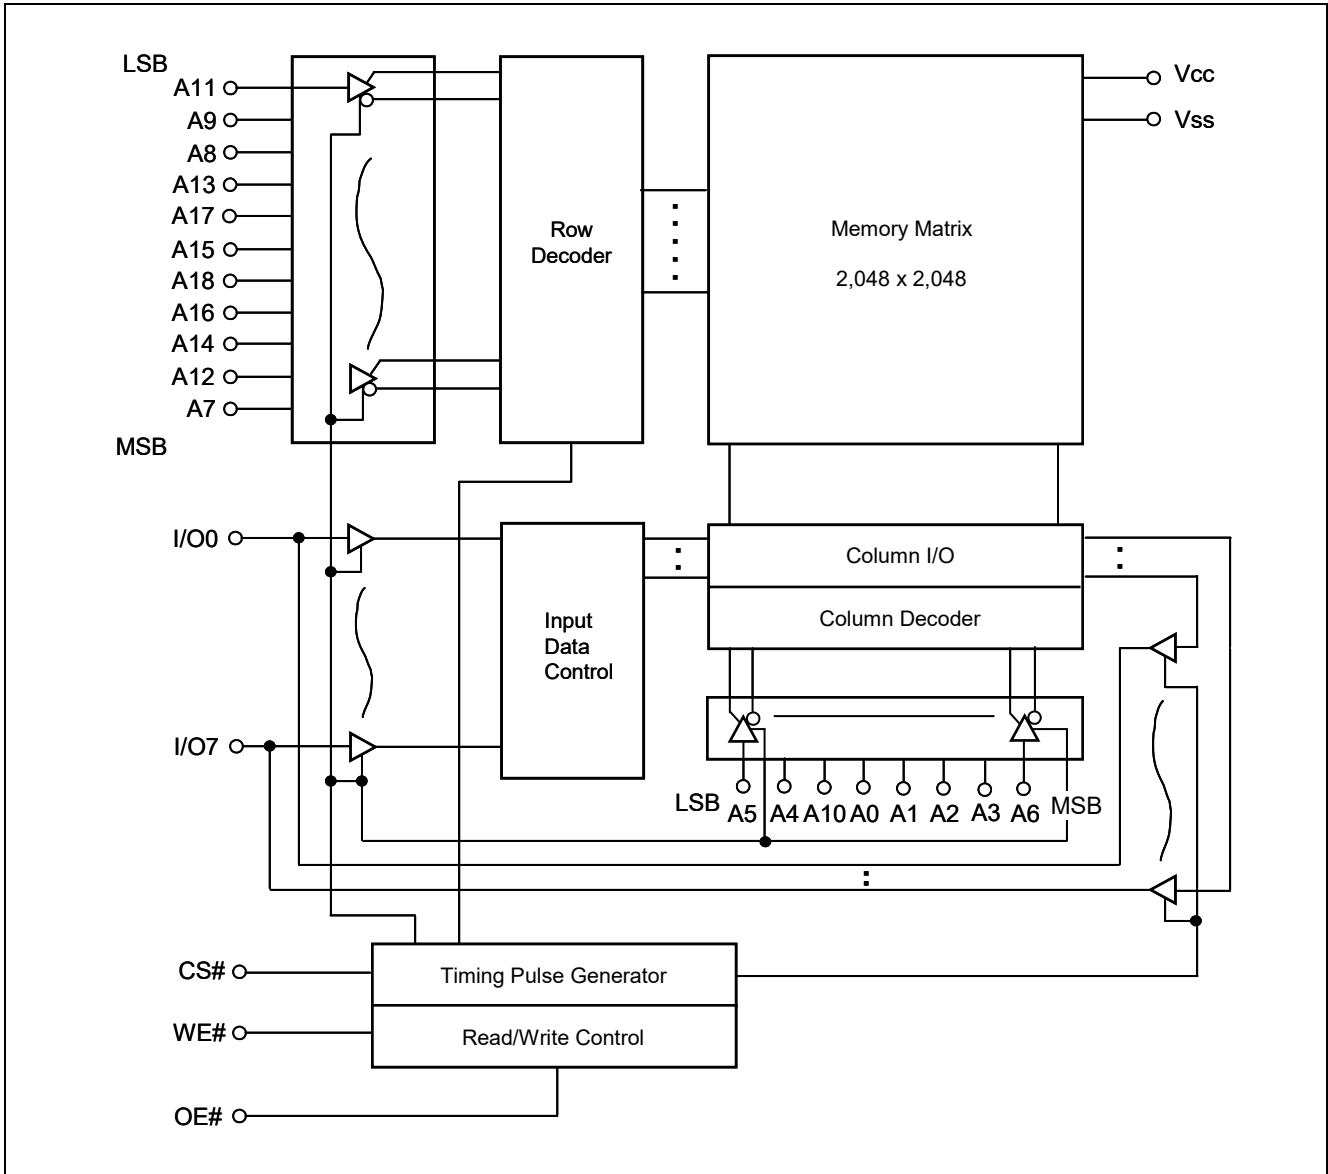 LSB
A11
A9
A8
A13
A17
A15
A18
A16
A14
A12
A7
MSB
Row
Decoder
Memory Matrix
2,048 x 2,048
Vcc
Vss
I/O0
I/O7
Input
Data
Control
Column I/O
Column Decoder
LSB A5 A4 A10 A0 A1 A2 A3 A6 MSB
CS#
WE#
OE#
Timing Pulse Generator
Read/Write Control